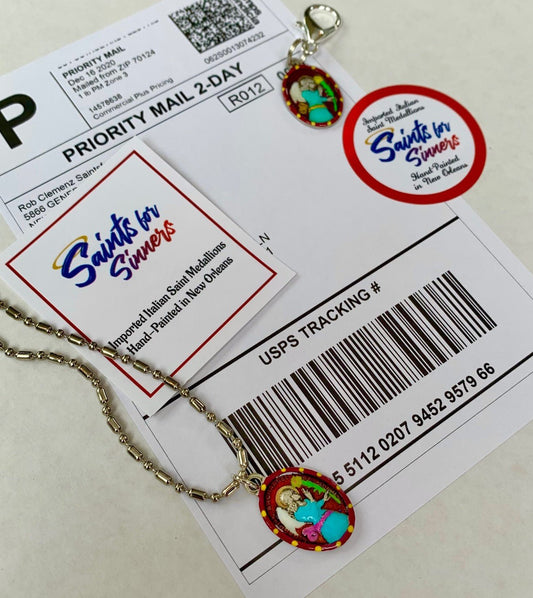 P
PRIORITY MAIL
Dec 16 2020
Mailed from ZIP 70124
1 lb PM Zone 3
14578638
Commercial Plus Pricing
062S0013074232
PRIORITY MAIL 2-DAY
R012
Rob Clemenz
5866
USPS TRACKING #
5 5112 0207 9452 9579 66
Imported Italian
Saint Medallions
Saints for
Sinners
Hand Painted
in New Orleans
Saints for
Sinners
Imported Italian Saint Medallions
Hand-Painted in New Orleans